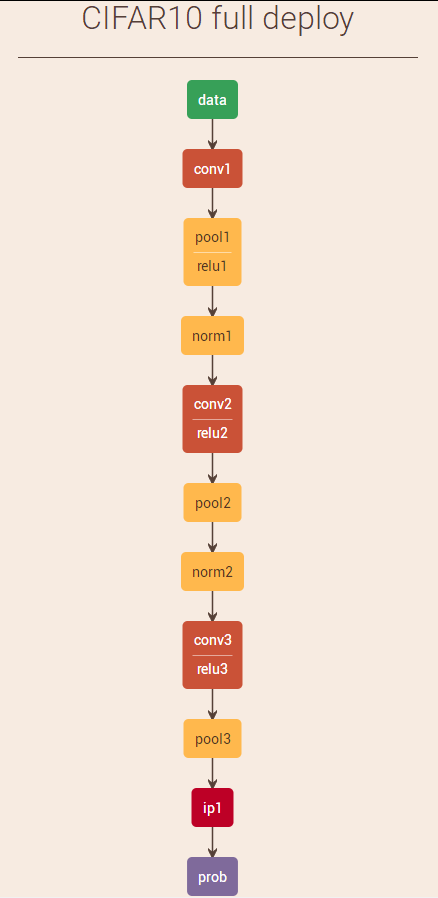 CIFAR10 full deploy
data
conv1
pool1
relu1
norm1
conv2
relu2
pool2
norm2
conv3
relu3
pool3
ip1
prob